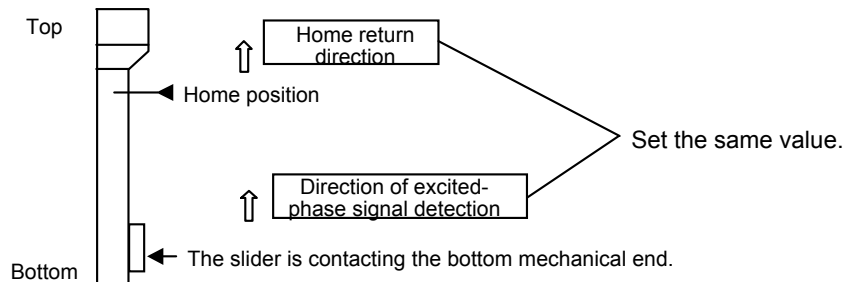 Top
Home return
direction
Home position
Set the same value.
Direction of excited-
phase signal detection
The slider is contacting the bottom mechanical end.
Bottom